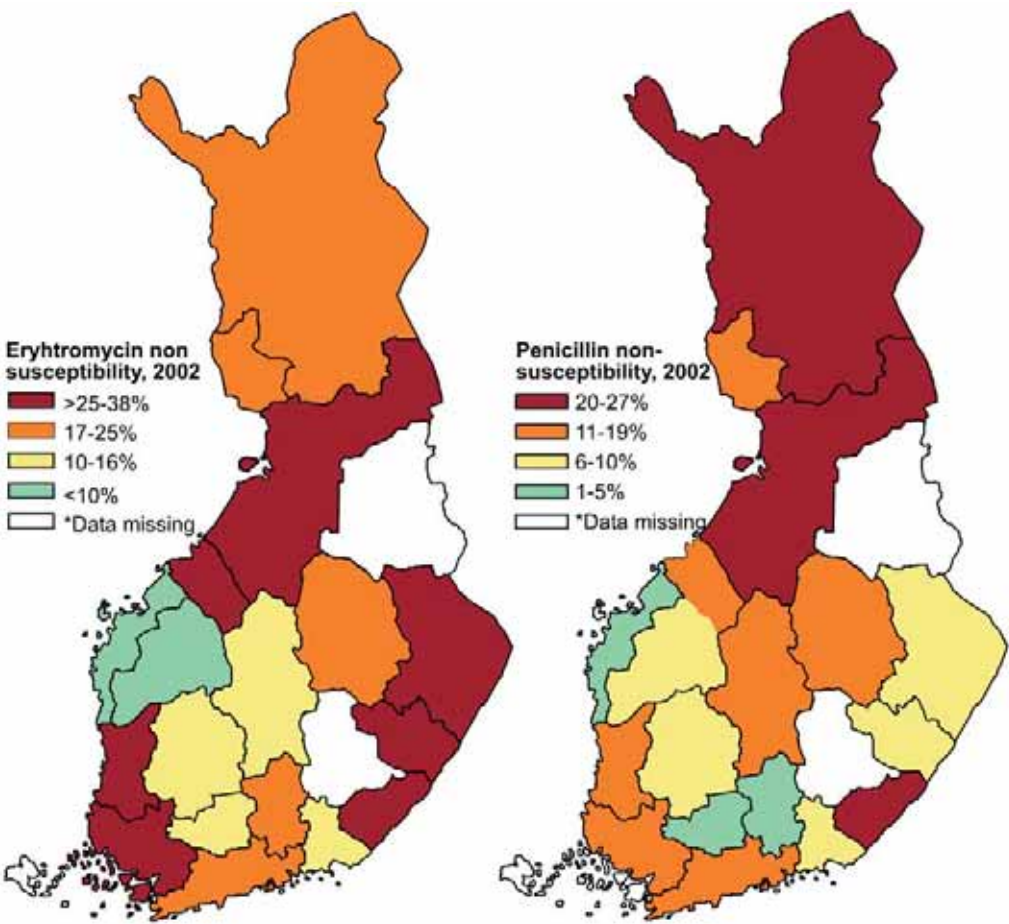 Eryhtromycin non
susceptibility, 2002
>25-38%
17-25%
10-16%
<10%
*Data missing
Penicillin non-
susceptibility, 2002
20-27%
11-19%
6-10%
1-5%
*Data missing